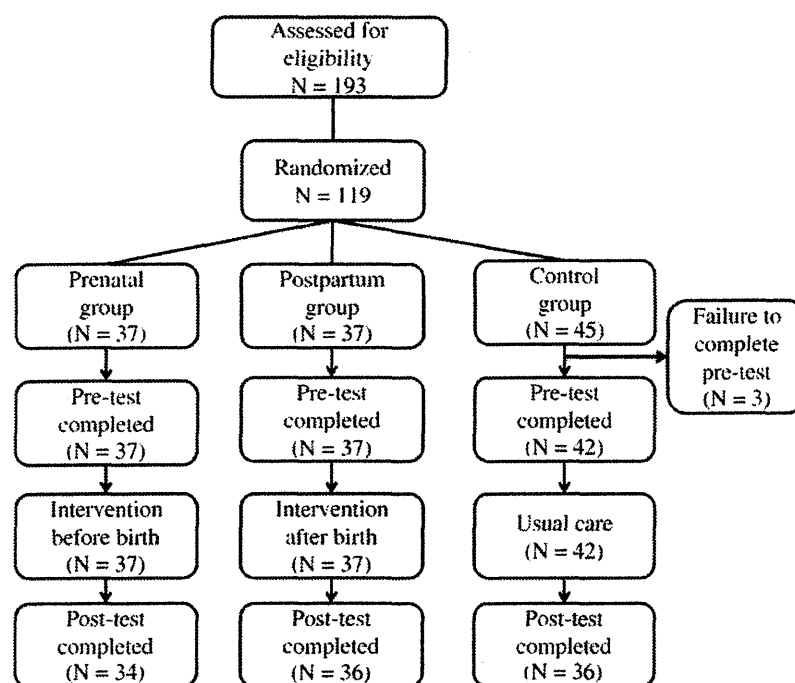 Assessed for
eligibility
N = 193
Randomized
N = 119
Prenatal
group
(N = 37)
Postpartum
group
(N = 37)
Control
group
(N = 45)
Failure to
complete
pre-test
(N = 3)
Pre-test
completed
(N = 37)
Pre-test
completed
(N = 37)
Pre-test
completed
(N = 42)
Intervention
before birth
(N = 37)
Intervention
after birth
(N = 37)
Usual care
(N = 42)
Post-test
completed
(N = 34)
Post-test
completed
(N = 36)
Post-test
completed
(N = 36)